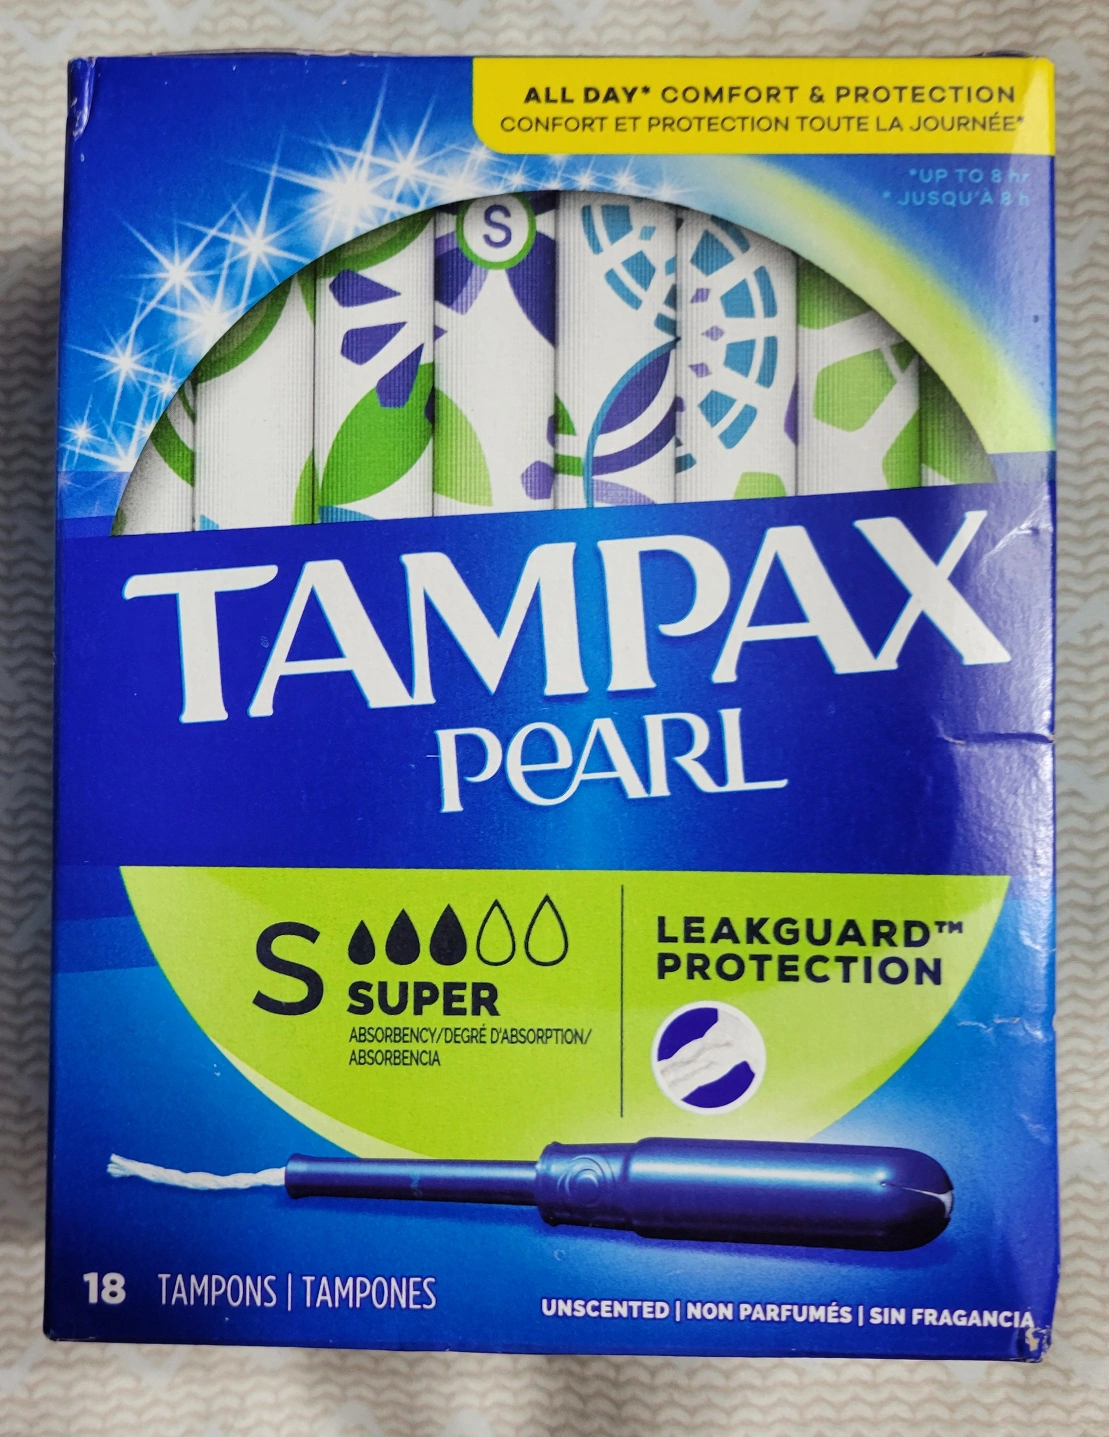 ALL DAY* COMFORT & PROTECTION
CONFORT ET PROTECTION TOUTE LA JOURNÉE*
*UP TO 8 hr
* JUSQU'À 8 h
S
TAMPAX
PEARL
S
SUPER
ABSORBENCY/DEGRÉ D'ABSORPTION/
ABSORBENCIA
LEAKGUARD™
PROTECTION
18 TAMPONS | TAMPONES
UNSCENTED | NON PARFUMÉS | SIN FRAGANCIA